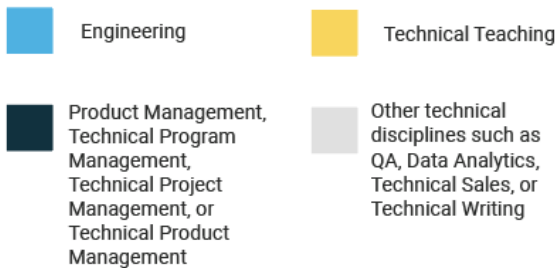 Engineering
Technical Teaching
Product Management,
Technical Program
Management,
Technical Project
Management, or
Technical Product
Management
Other technical
disciplines such as
QA, Data Analytics,
Technical Sales, or
Technical Writing